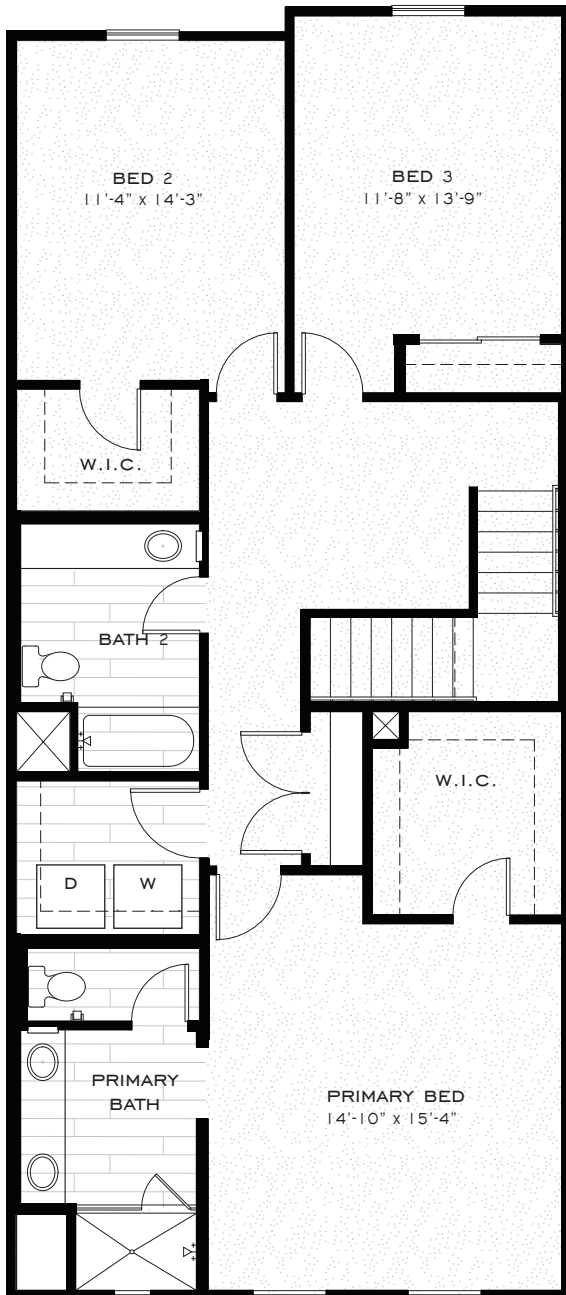 BED 2
11'-4" x 14'-3"
BED 3
11'-8" x 13'-9"
W.I.C.
BATH 2
W.I.C.
D
W
PRIMARY
BATH
PRIMARY BED
14'-10" x 15'-4"